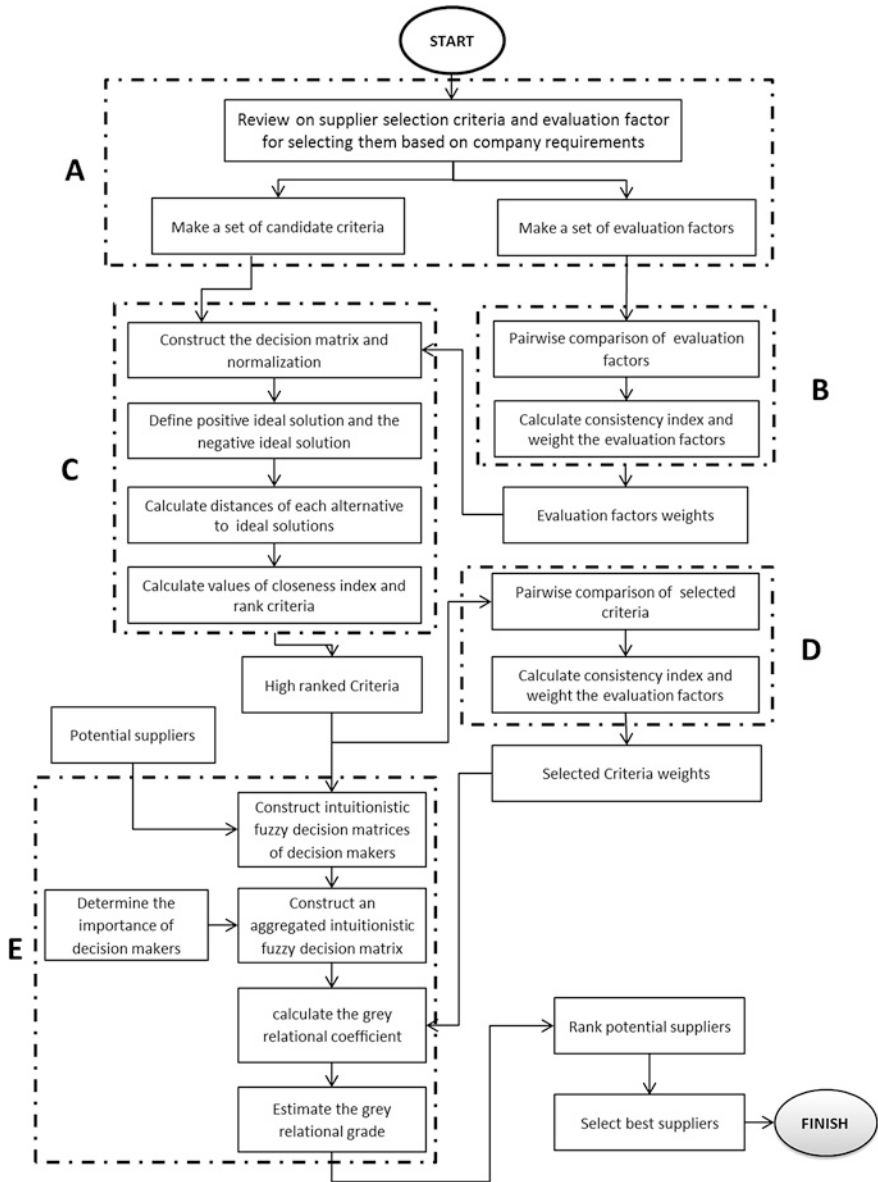 START
Review on supplier selection criteria and evaluation factor
for selecting them based on company requirements
A
Make a set of candidate criteria
Make a set of evaluation factors
Construct the decision matrix and
normalization
Pairwise comparison of evaluation
factors
B
Define positive ideal solution and the
negative ideal solution
Calculate consistency index and
weight the evaluation factors
C
Calculate distances of each alternative
to ideal solutions
Evaluation factors weights
Calculate values of closeness index and
rank criteria
Pairwise comparison of selected
criteria
D
High ranked Criteria
Calculate consistency index and
weight the evaluation factors
Potential suppliers
Selected Criteria weights
Construct intuitionistic
fuzzy decision matrices
of decision makers
Determine the
importance of
decision makers
Construct an
aggregated intuitionistic
fuzzy decision matrix
E
calculate the grey
relational coefficient
Rank potential suppliers
Estimate the grey
relational grade
Select best suppliers
FINISH